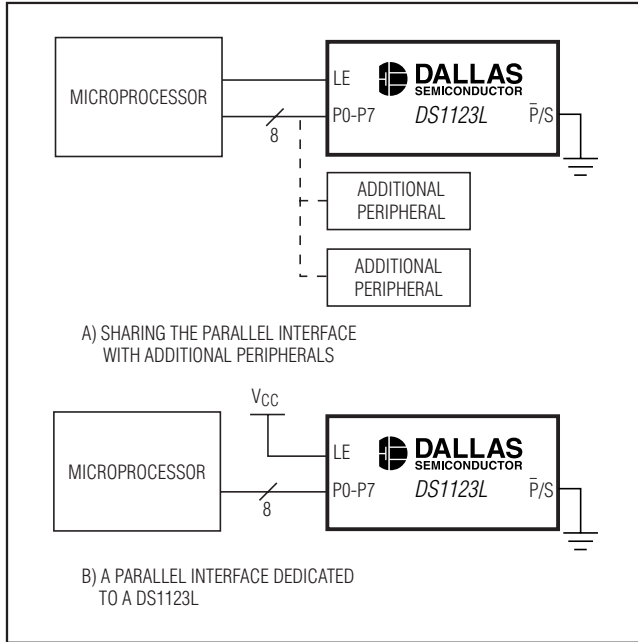 MICROPROCESSOR
LE
DALLAS
SEMICONDUCTOR
P0-P7
DS1123L
P̅/S
8
ADDITIONAL
PERIPHERAL
ADDITIONAL
PERIPHERAL
A) SHARING THE PARALLEL INTERFACE
WITH ADDITIONAL PERIPHERALS
VCC
MICROPROCESSOR
LE
DALLAS
SEMICONDUCTOR
P0-P7
DS1123L
P̅/S
8
B) A PARALLEL INTERFACE DEDICATED
TO A DS1123L